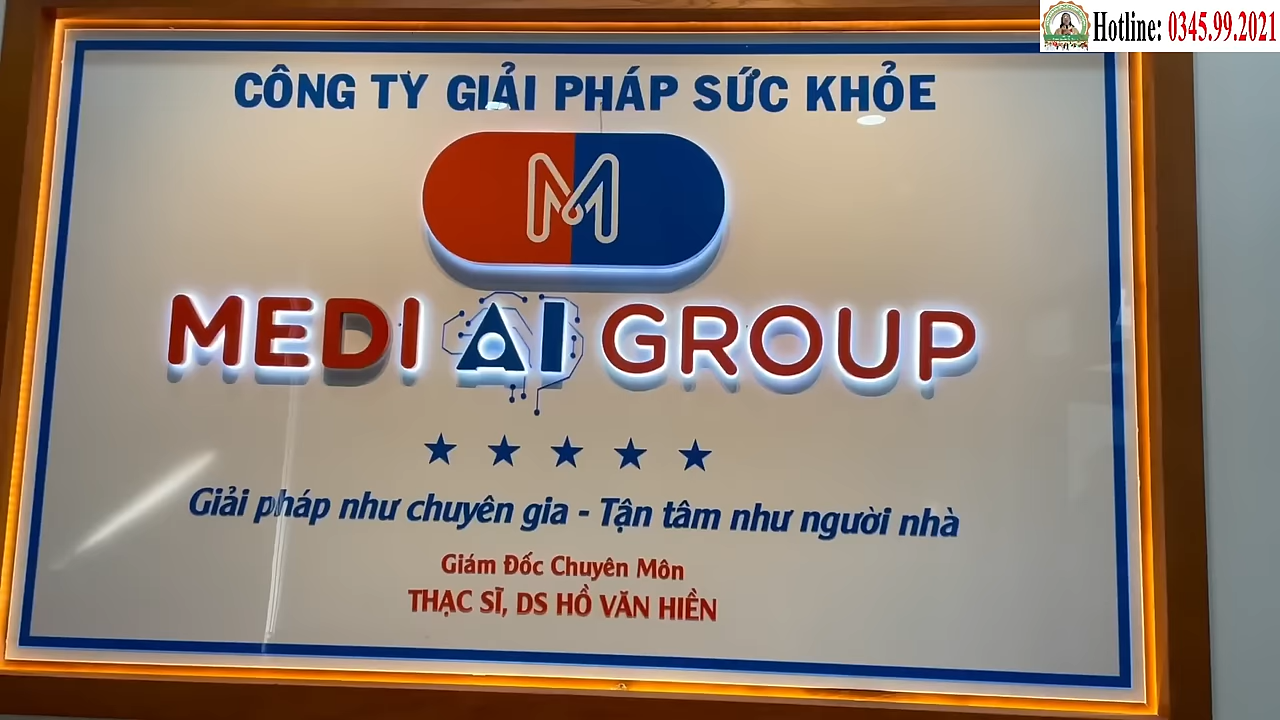 Hotline: 0345.99.2021
CÔNG TY GIẢI PHÁP SỨC KHỎE
M
MEDI AI GROUP
Giải pháp như chuyên gia - Tận tâm như người nhà
Giám Đốc Chuyên Môn
THẠC SĨ, DS HỒ VĂN HIỀN